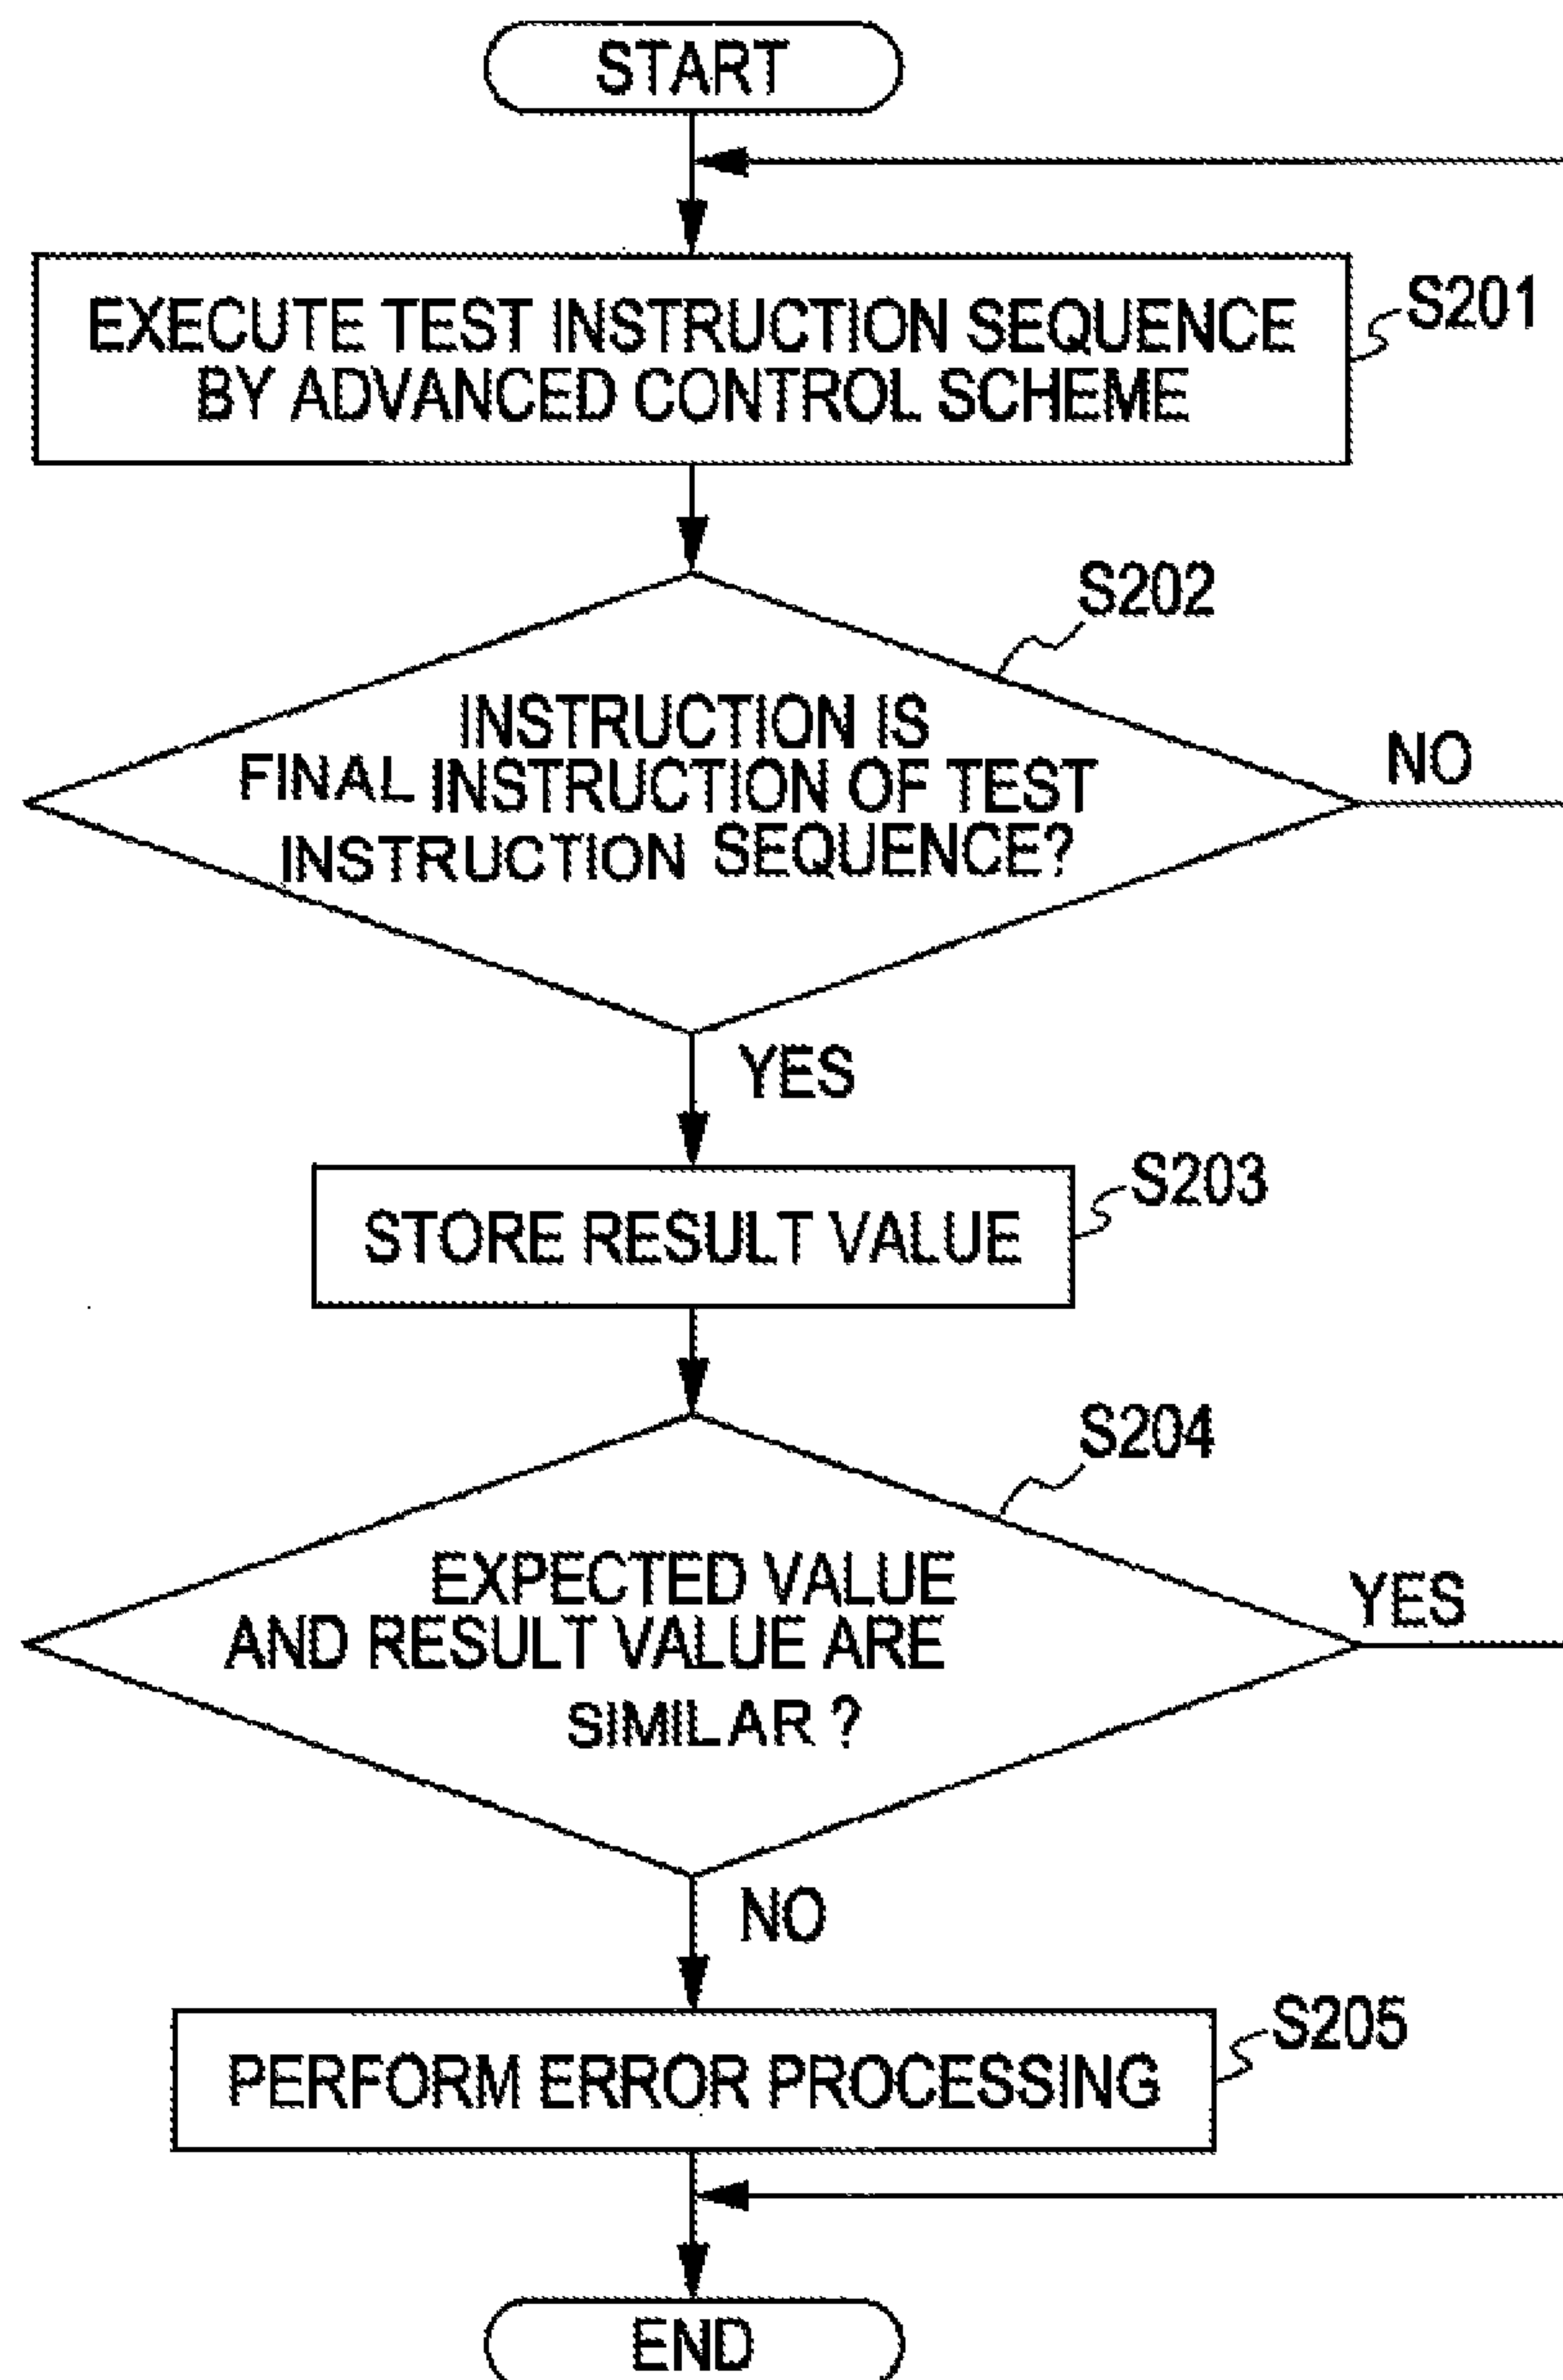 START
EXECUTE TEST INSTRUCTION SEQUENCE
BY ADVANCED CONTROL SCHEME
S201
S202
INSTRUCTION IS
FINAL INSTRUCTION OF TEST
INSTRUCTION SEQUENCE?
NO
YES
STORE RESULT VALUE
S203
S204
EXPECTED VALUE
AND RESULT VALUE ARE
SIMILAR ?
YES
NO
PERFORM ERROR PROCESSING
S205
END